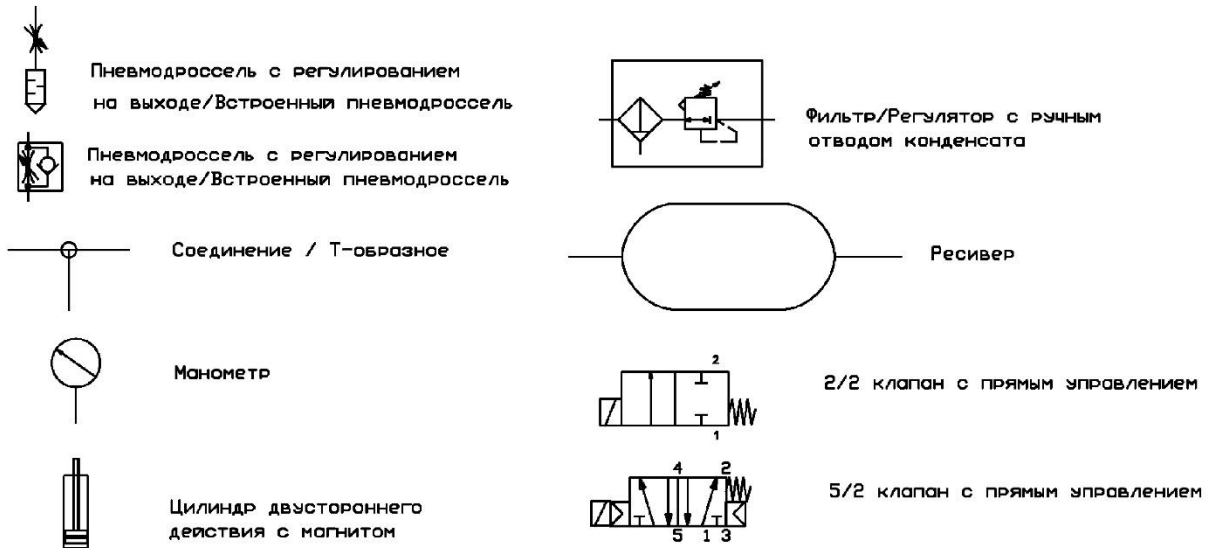 Пневмодроссель с регулированием
на выходе/Встроенный пневмодроссель
Пневмодроссель с регулированием
на выходе/Встроенный пневмодроссель
Соединение / Т-образное
Манометр
Цилиндр двустороннего
действия с магнитом
Фильтр/Регулятор с ручным
отводом конденсата
Ресивер
2
2/2 клапан с прямым управлением
1
4 2
5/2 клапан с прямым управлением
5 1 3